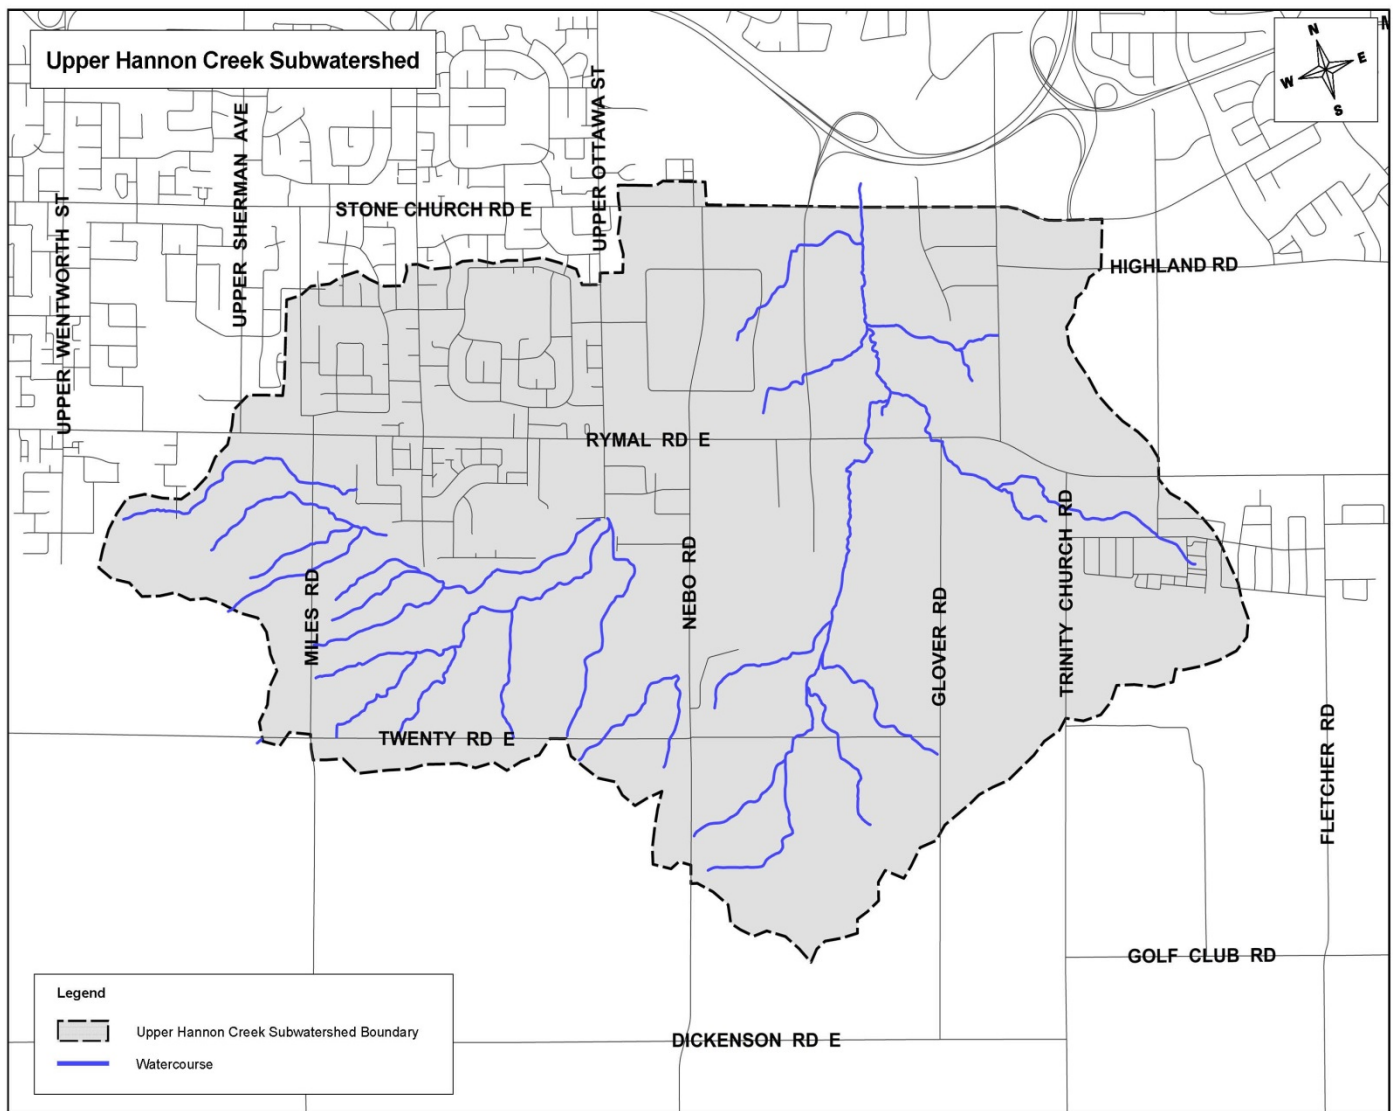 Upper Hannon Creek Subwatershed
N
E
W
S
UPPER WENTWORTH ST
UPPER SHERMAN AVE
UPPER OTTAWA ST
STONE CHURCH RD E
HIGHLAND RD
RYMAL RD E
MILES RD
NEBO RD
GLOVER RD
TRINITY CHURCH RD
TWENTY RD E
FLETCHER RD
GOLF CLUB RD
DICKENSON RD E
Legend
Upper Hannon Creek Subwatershed Boundary
Watercourse